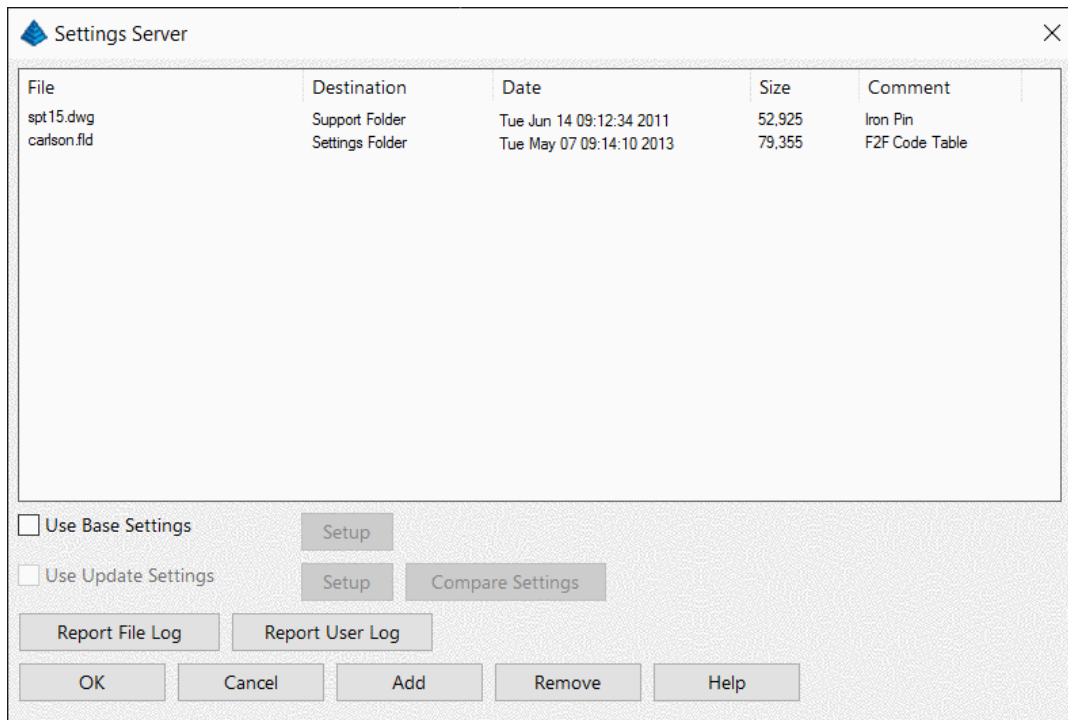 Settings Server
File Destination Date Size Comment
spt15.dwg Support Folder Tue Jun 14 09:12:34 2011 52,925 Iron Pin
carlson.fld Settings Folder Tue May 07 09:14:10 2013 79,355 F2F Code Table
Use Base Settings Setup
Use Update Settings Setup Compare Settings
Report File Log Report User Log
OK Cancel Add Remove Help